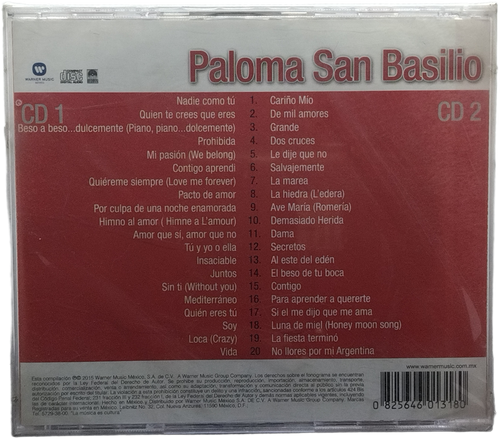 WARNER MUSIC
Paloma San Basilio
CD 1
CD 2
Nadie como tú 1. Cariño Mío
Quien te crees que eres 2. De mil amores
Beso a beso...dulcemente (Piano, piano...dolcemente) 3. Grande
Prohibida 4. Dos cruces
Mi pasión (We belong) 5. Le dije que no
Contigo aprendí 6. Salvajemente
Quiéreme siempre (Love me forever) 7. La marea
Pacto de amor 8. La hiedra (L'edera)
Por culpa de una noche enamorada 9. Ave María (Romería)
Himno al amor ( Himne a L'amour) 10. Demasiado Herida
Amor que sí, amor que no 11. Dama
Tú y yo o ella 12. Secretos
Insaciable 13. Al este del edén
Juntos 14. El beso de tu boca
Sin ti (Without you) 15. Contigo
Mediterráneo 16. Para aprender a quererte
Quién eres tú 17. Si el me dijo que me ama
Soy 18. Luna de miel (Honey moon song)
Loca (Crazy) 19. La fiesta terminó
Vida 20. No llores por mi Argentina
www.warnermusic.com.mx
0 825646 013180